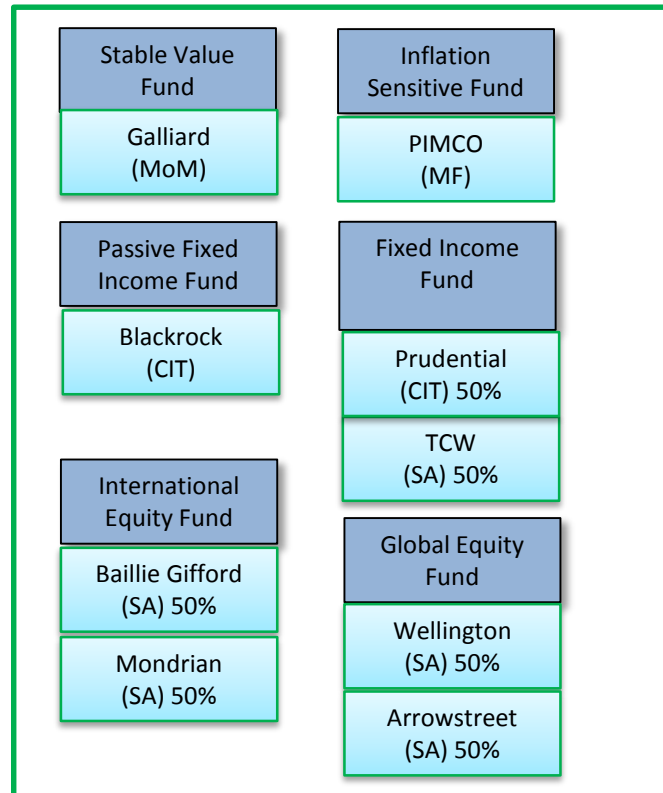 Stable Value
Fund
Galliard
(MoM)
Inflation
Sensitive Fund
PIMCO
(MF)
Passive Fixed
Income Fund
Blackrock
(CIT)
Fixed Income
Fund
Prudential
(CIT) 50%
TCW
(SA) 50%
International
Equity Fund
Baillie Gifford
(SA) 50%
Mondrian
(SA) 50%
Global Equity
Fund
Wellington
(SA) 50%
Arrowstreet
(SA) 50%